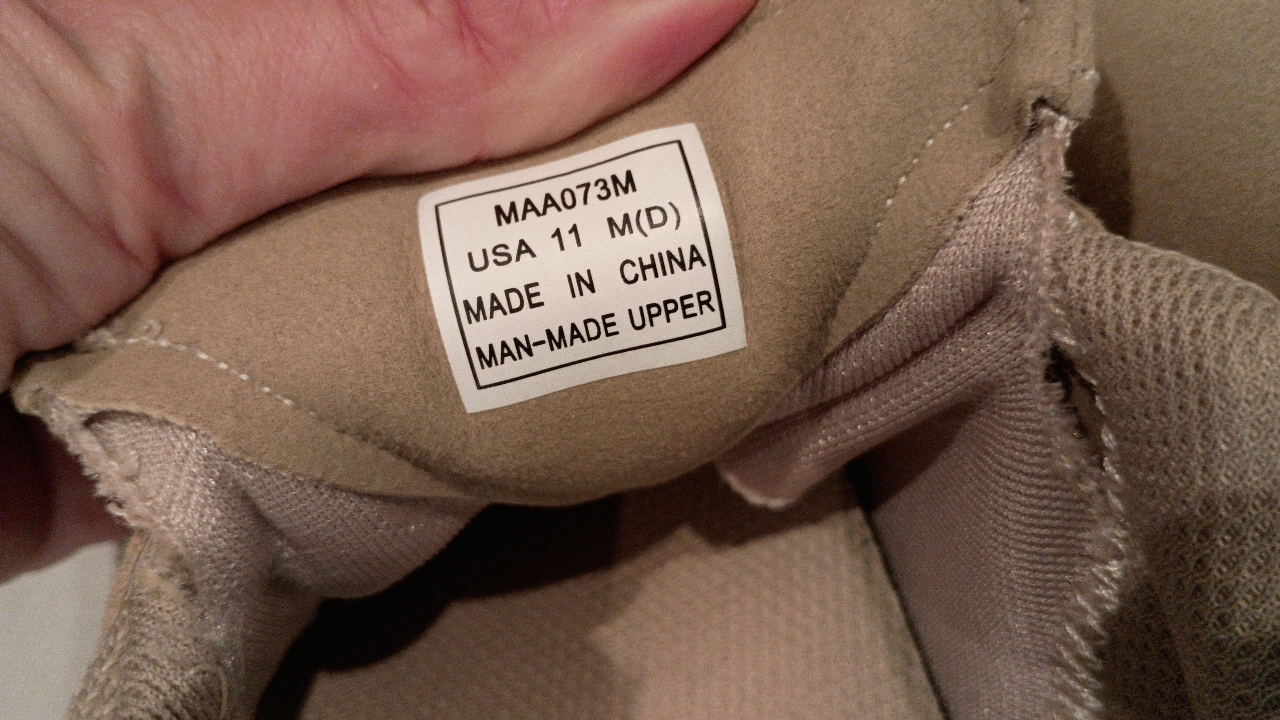 MAA073M
USA 11 M(D)
MADE IN CHINA
MAN-MADE UPPER